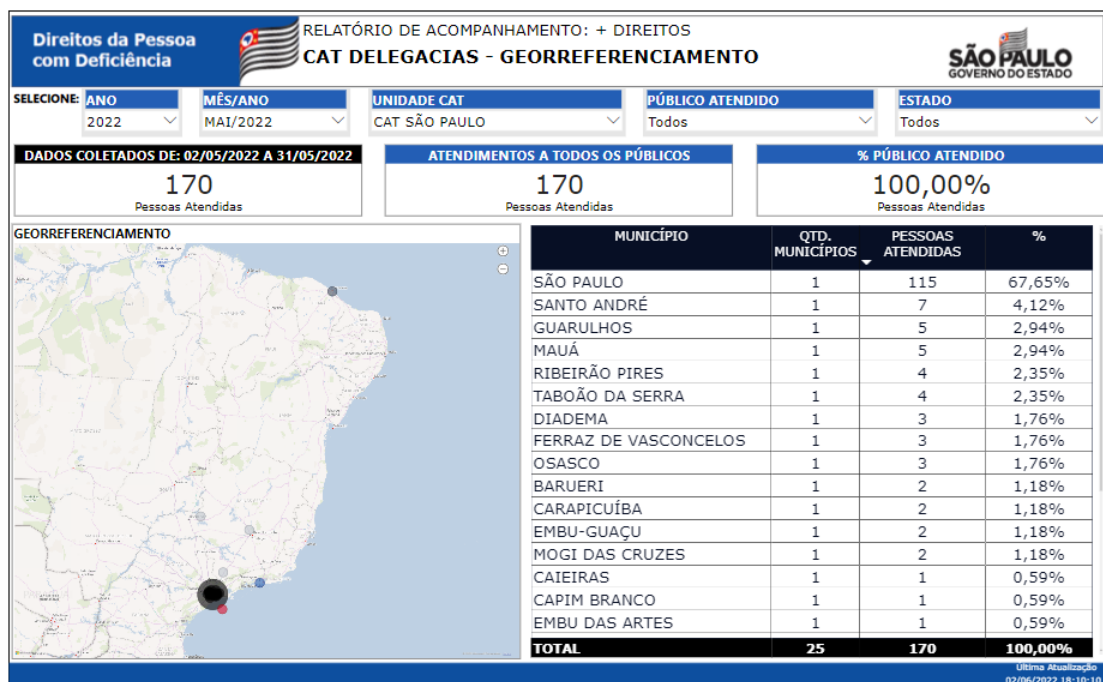 Direitos da Pessoa
com Deficiência
RELATÓRIO DE ACOMPANHAMENTO: + DIREITOS
CAT DELEGACIAS - GEORREFERENCIAMENTO
SÃO PAULO
GOVERNO DO ESTADO
SELECIONE: ANO MÊS/ANO UNIDADE CAT PÚBLICO ATENDIDO ESTADO
2022 MAI/2022 CAT SÃO PAULO Todos Todos
DADOS COLETADOS DE: 02/05/2022 A 31/05/2022
170
Pessoas Atendidas
ATENDIMENTOS A TODOS OS PÚBLICOS
170
Pessoas Atendidas
% PÚBLICO ATENDIDO
100,00%
Pessoas Atendidas
GEORREFERENCIAMENTO
MUNICÍPIO QTD. MUNICÍPIOS PESSOAS ATENDIDAS %
SÃO PAULO 1 115 67,65%
SANTO ANDRÉ 1 7 4,12%
GUARULHOS 1 5 2,94%
MAUÁ 1 5 2,94%
RIBEIRÃO PIRES 1 4 2,35%
TABOÃO DA SERRA 1 4 2,35%
DIADEMA 1 3 1,76%
FERRAZ DE VASCONCELOS 1 3 1,76%
OSASCO 1 3 1,76%
BARUERI 1 2 1,18%
CARAPICUÍBA 1 2 1,18%
EMBU-GUAÇU 1 2 1,18%
MOGI DAS CRUZES 1 2 1,18%
CAIEIRAS 1 1 0,59%
CAPIM BRANCO 1 1 0,59%
EMBU DAS ARTES 1 1 0,59%
TOTAL 25 170 100,00%
Última Atualização
02/06/2022 18:10:10